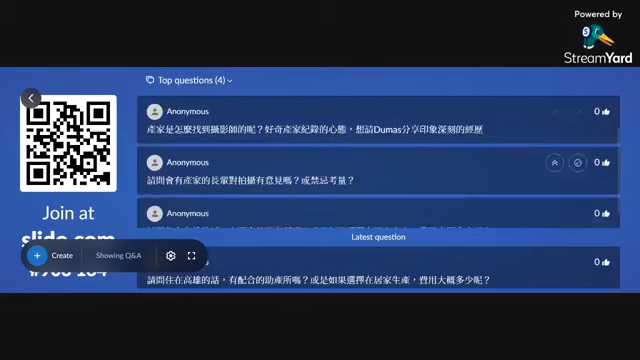 Powered by
StreamYard
Top questions (4)
Anonymous
0
產家是怎麼找到攝影師的呢？好奇產家紀錄的心態，想請Dumas分享印象深刻的經歷
Anonymous
0
請問會有產家的長輩對拍攝有意見嗎？或禁忌考量？
Anonymous
0
Latest question
0
請問住在高雄的話，有配合的助產所嗎？或是如果選擇在居家生產，費用大概多少呢？
Join at
slido.com
Create
Showing Q&A